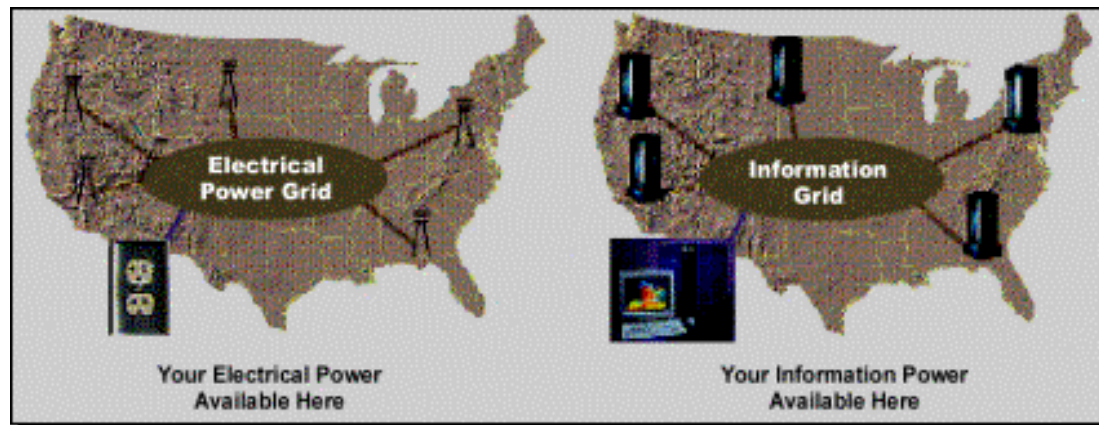 Electrical
Power Grid
Your Electrical Power
Available Here
Information
Grid
Your Information Power
Available Here